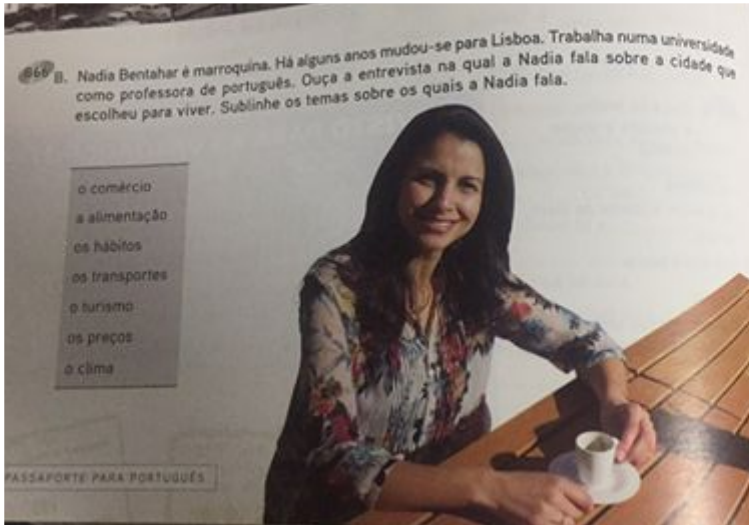 B66 B. Nadia Bentahar é marroquina. Há alguns anos mudou-se para Lisboa. Trabalha numa universidade
como professora de português. Ouça a entrevista na qual a Nadia fala sobre a cidade que
escolheu para viver. Sublinhe os temas sobre os quais a Nadia fala.
o comércio
a alimentação
os hábitos
os transportes
o turismo
os preços
o clima
PASSAPORTE PARA PORTUGUÊS